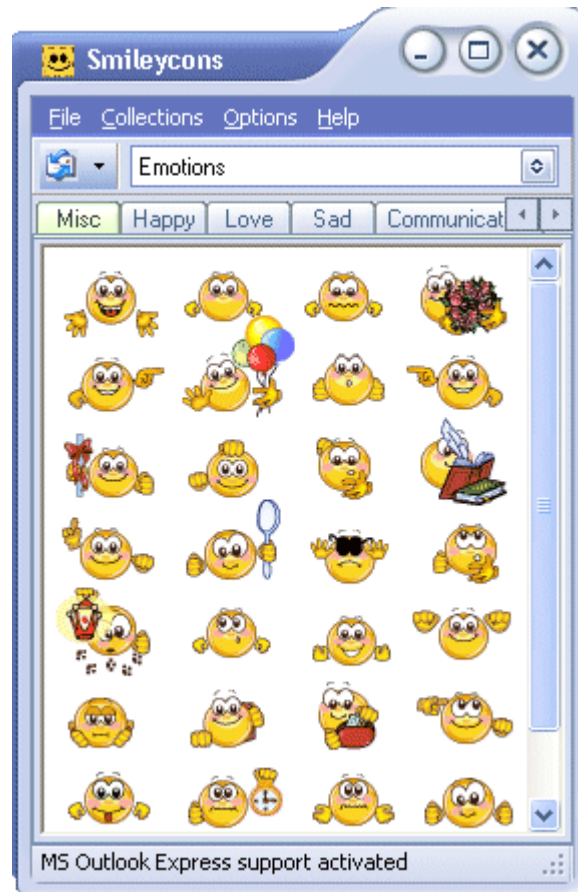 Smileycons
File Collections Options Help
Emotions
Misc Happy Love Sad Communicat
MS Outlook Express support activated